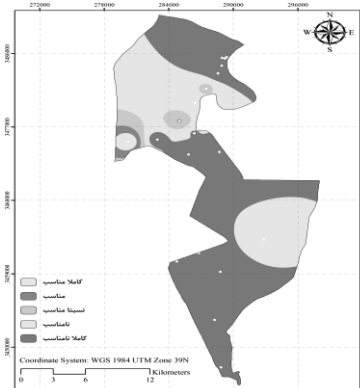 272000 278000 284000 290000 296000
N
W E
S
کاملا مناسب
مناسب
نسبتا مناسب
نامناسب
کاملا نامناسب
Coordinate System: WGS 1984 UTM Zone 39N
Kilometers
0 3 6 12